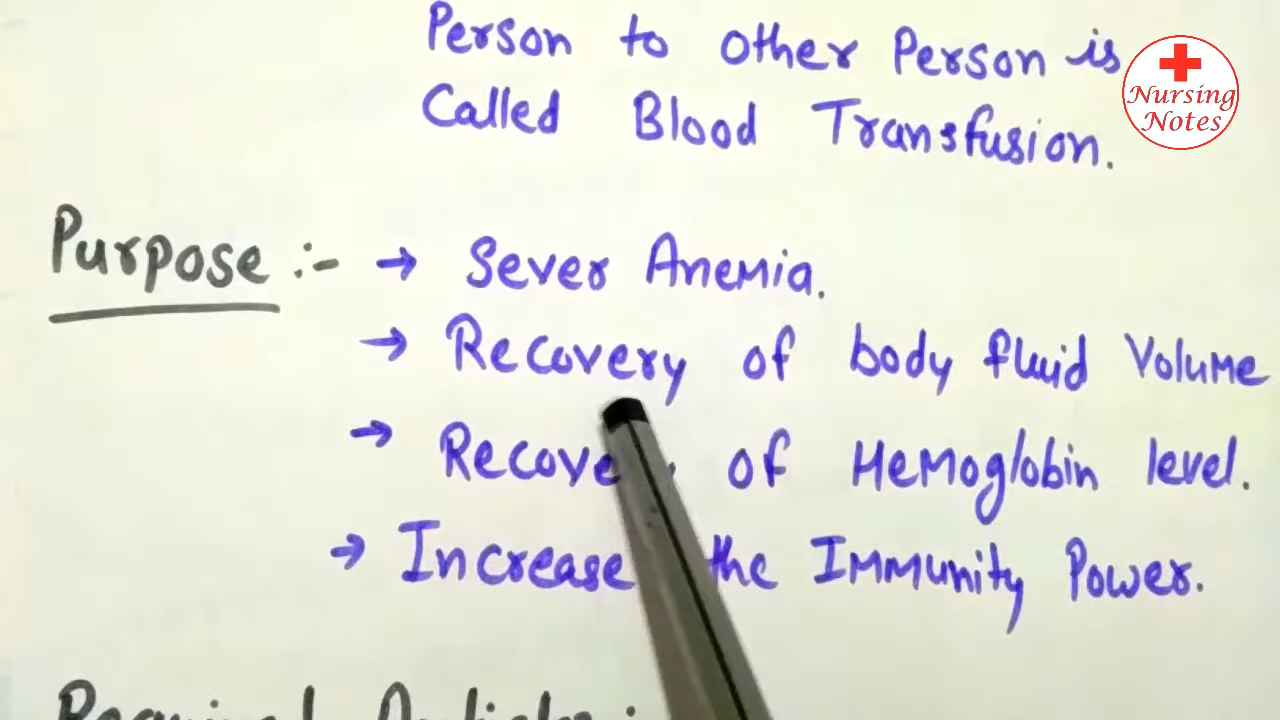 Person to other Person is
Called Blood Transfusion.
Nursing
Notes
Purpose :- → Sever Anemia.
→ Recovery of body fluid Volume
→ Recove of Hemoglobin level.
→ Increase the Immunity Power.